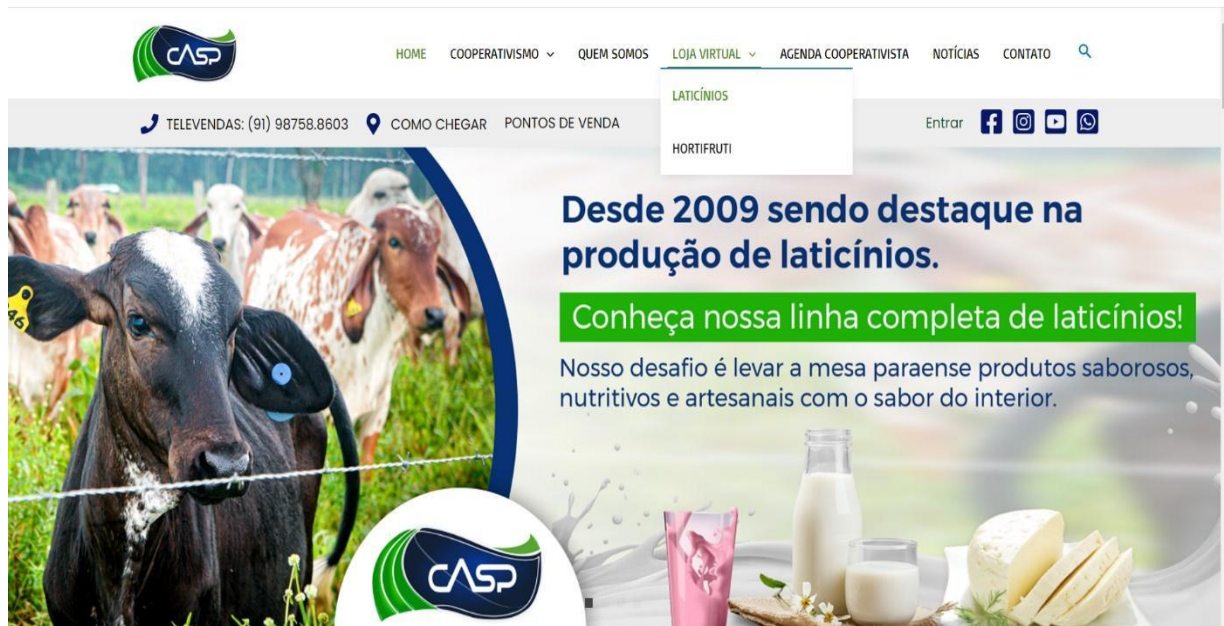 CASP
HOME COOPERATIVISMO QUEM SOMOS LOJA VIRTUAL AGENDA COOPERATIVISTA NOTÍCIAS CONTATO
LATICÍNIOS
HORTIFRUTI
TELEVENDAS: (91) 98758.8603 COMO CHEGAR PONTOS DE VENDA Entrar
46
Desde 2009 sendo destaque na
produção de laticínios.
Conheça nossa linha completa de laticínios!
Nosso desafio é levar a mesa paraense produtos saborosos,
nutritivos e artesanais com o sabor do interior.
CASP